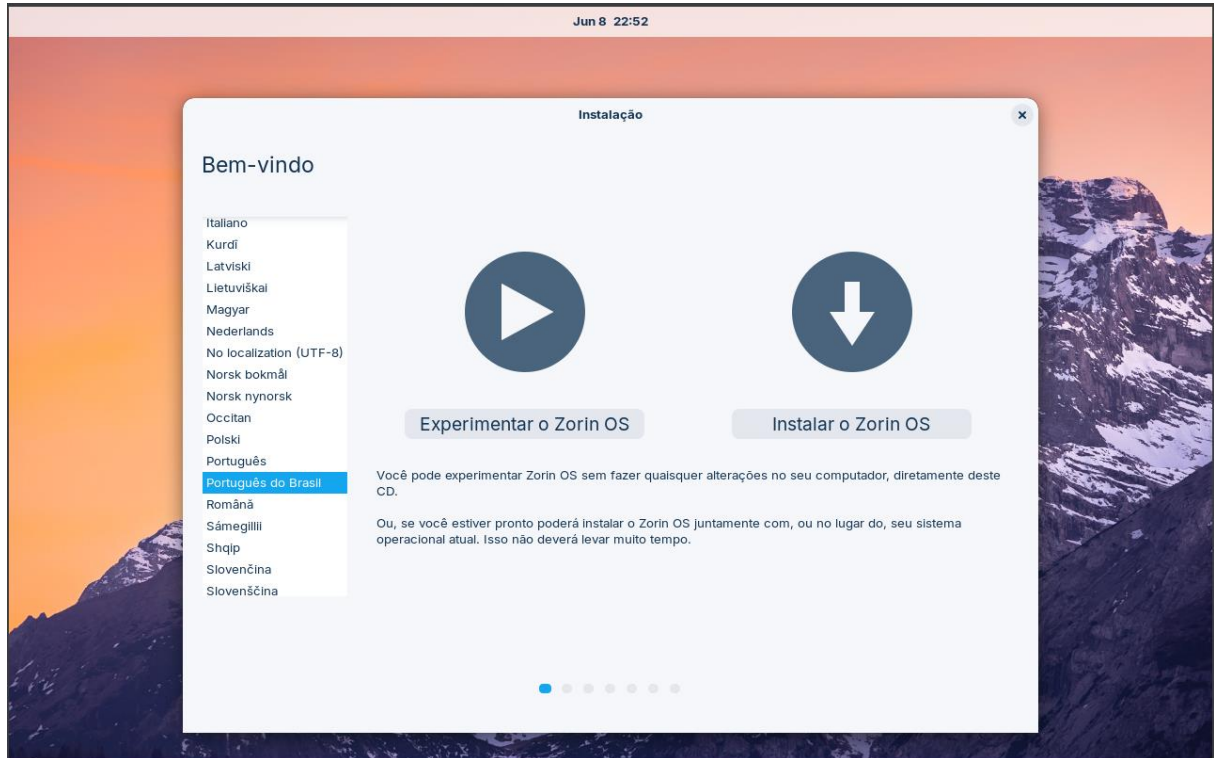 Jun 8 22:52
Instalação
Bem-vindo
Italiano
Kurdî
Latviski
Lietuviškai
Magyar
Nederlands
No localization (UTF-8)
Norsk bokmål
Norsk nynorsk
Occitan
Polski
Português
Português do Brasil
Română
Sámegillii
Shqip
Slovenčina
Slovenščina
Experimentar o Zorin OS
Instalar o Zorin OS
Você pode experimentar Zorin OS sem fazer quaisquer alterações no seu computador, diretamente deste
CD.
Ou, se você estiver pronto poderá instalar o Zorin OS juntamente com, ou no lugar do, seu sistema
operacional atual. Isso não deverá levar muito tempo.